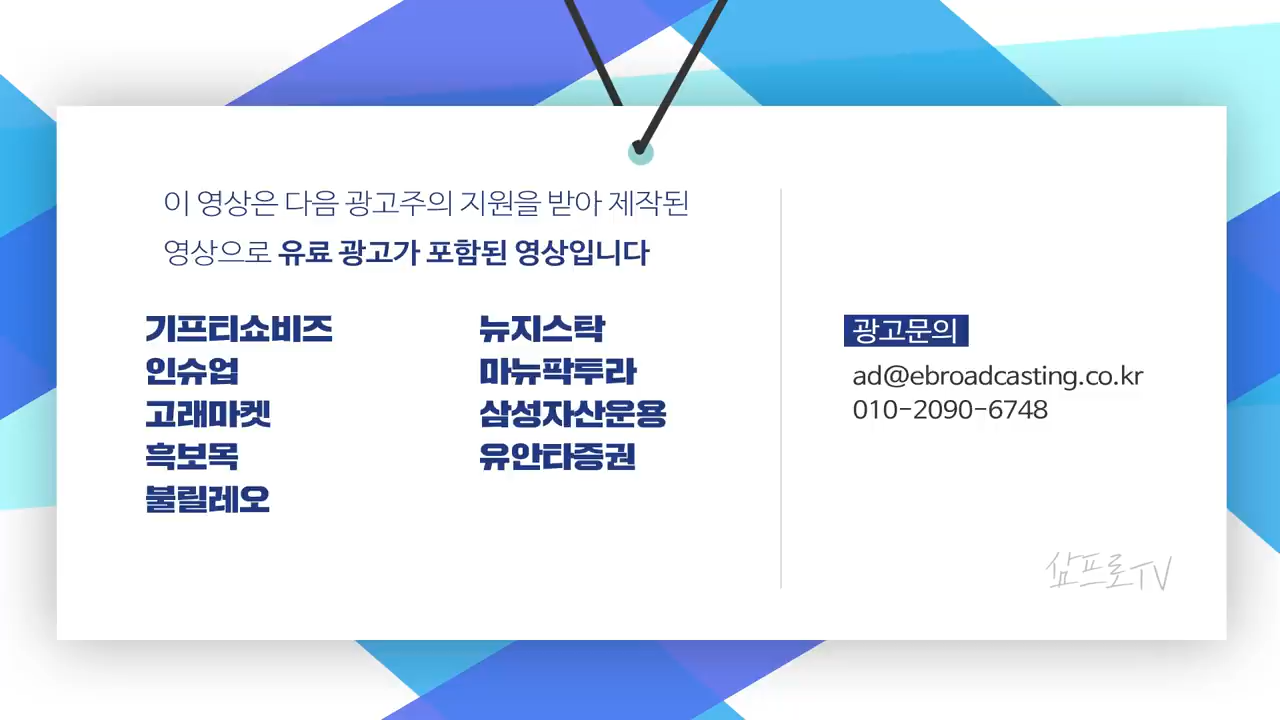 이 영상은 다음 광고주의 지원을 받아 제작된
영상으로 유료 광고가 포함된 영상입니다
기프티쇼비즈
인슈업
고래마켓
흑보목
불릴레오
뉴지스탁
마뉴팍투라
삼성자산운용
유안타증권
광고문의
ad@ebroadcasting.co.kr
010-2090-6748
삼프로TV